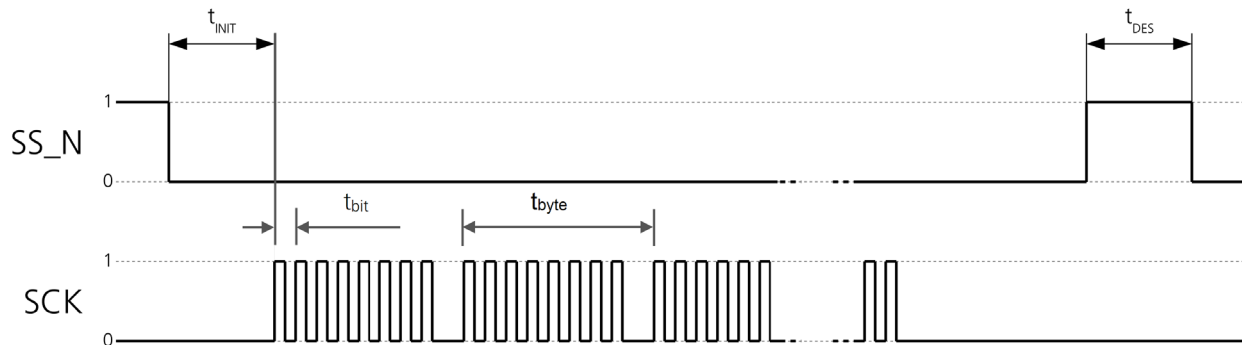 tINIT
tDES
1
SS_N
0
tbit
tbyte
1
SCK
0